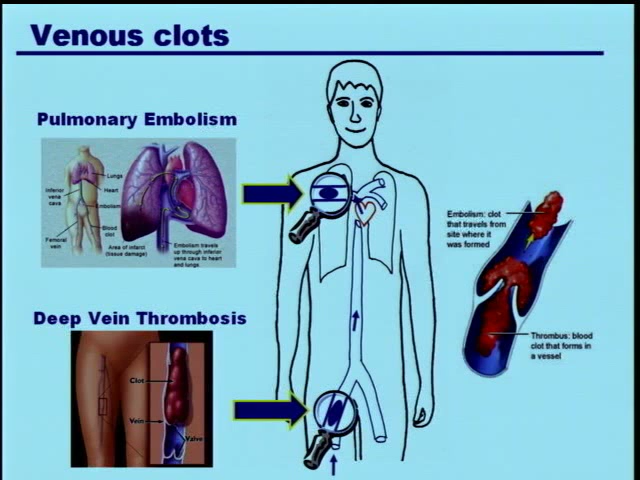 Venous clots
Pulmonary Embolism
Lungs
Heart
Inferior
vena
cava
Embolism
Blood
clot
Femoral
vein
Area of infarct
(tissue damage)
Embolism travels
up through inferior
vena cava to heart
and lungs
Embolism: clot
that travels from
site where it
was formed
Thrombus: blood
clot that forms in
a vessel
Deep Vein Thrombosis
Clot
Vein
Valve